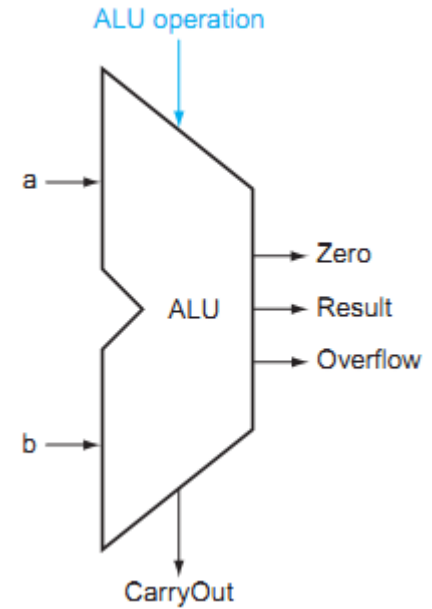 ALU operation
a
Zero
ALU
Result
Overflow
b
CarryOut